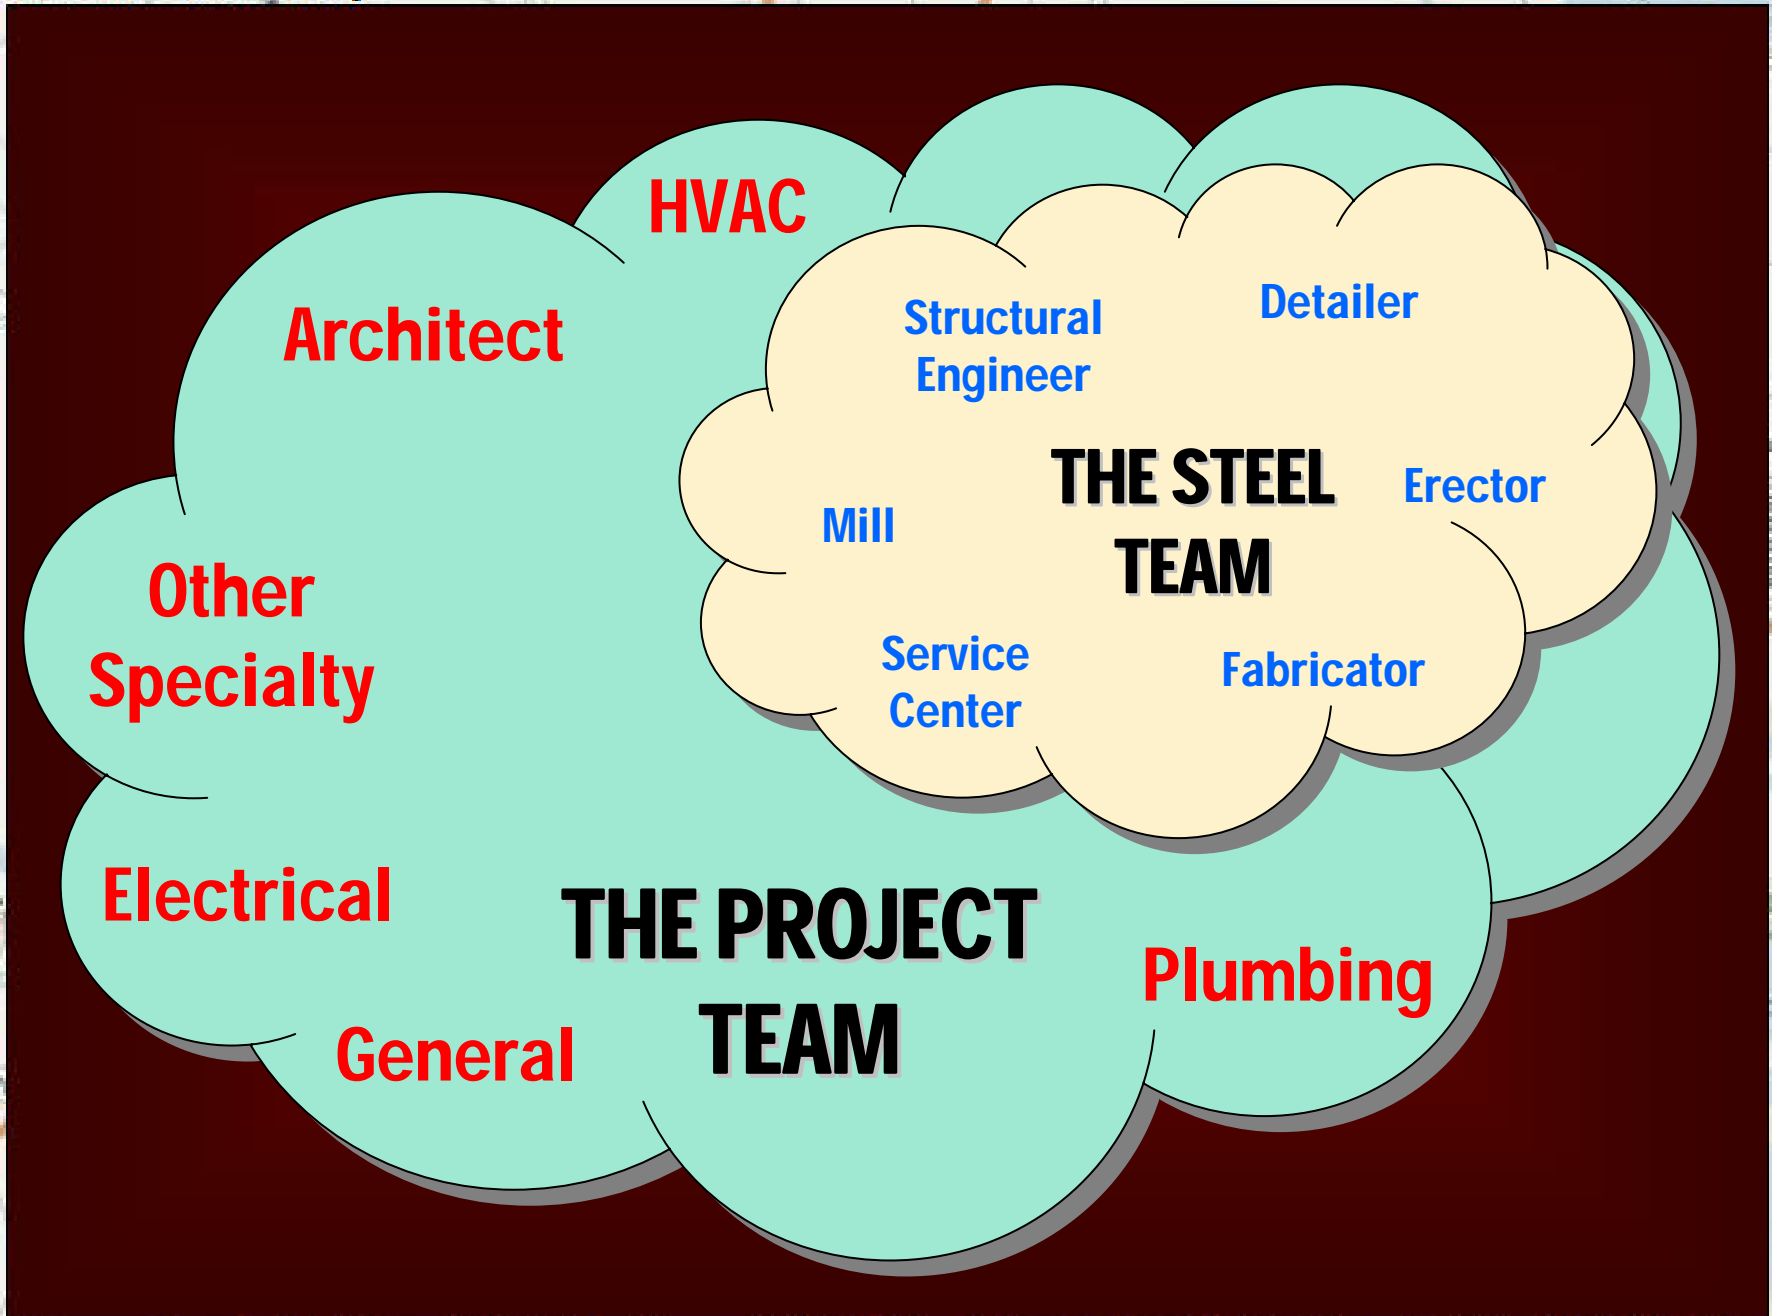 HVAC
Architect
Structural
Engineer
Detailer
THE STEEL
TEAM
Erector
Mill
Other
Specialty
Service
Center
Fabricator
Electrical
THE PROJECT
TEAM
Plumbing
General